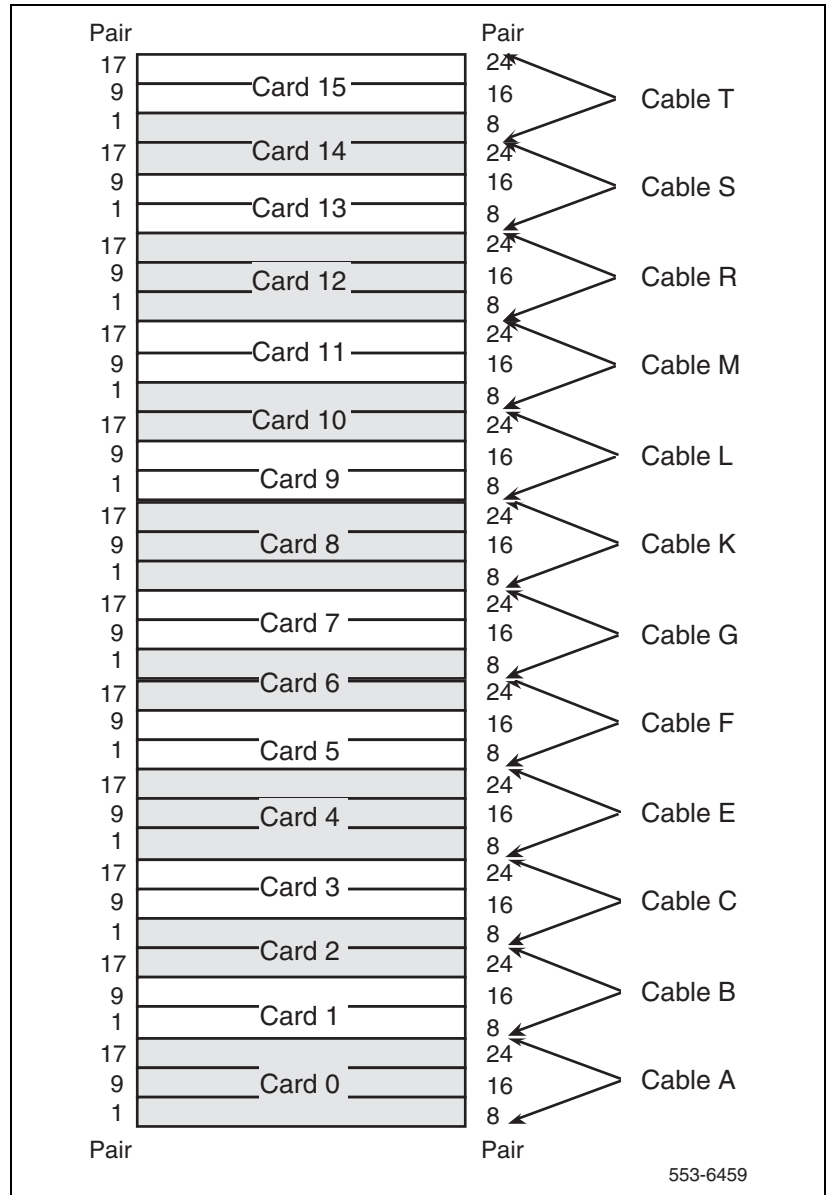 Pair Pair
17 24
9 Card 15 16 Cable T
1 8
17 Card 14 24
9 16 Cable S
1 Card 13 8
17 24
9 Card 12 16 Cable R
1 8
17 24
9 Card 11 16 Cable M
1 8
17 Card 10 24
9 16 Cable L
1 Card 9 8
17 24
9 Card 8 16 Cable K
1 8
17 24
9 Card 7 16 Cable G
1 8
17 Card 6 24
9 16 Cable F
1 Card 5 8
17 24
9 Card 4 16 Cable E
1 8
17 24
9 Card 3 16 Cable C
1 8
17 Card 2 24
9 16 Cable B
1 Card 1 8
17 24
9 Card 0 16 Cable A
1 8
Pair Pair
553-6459